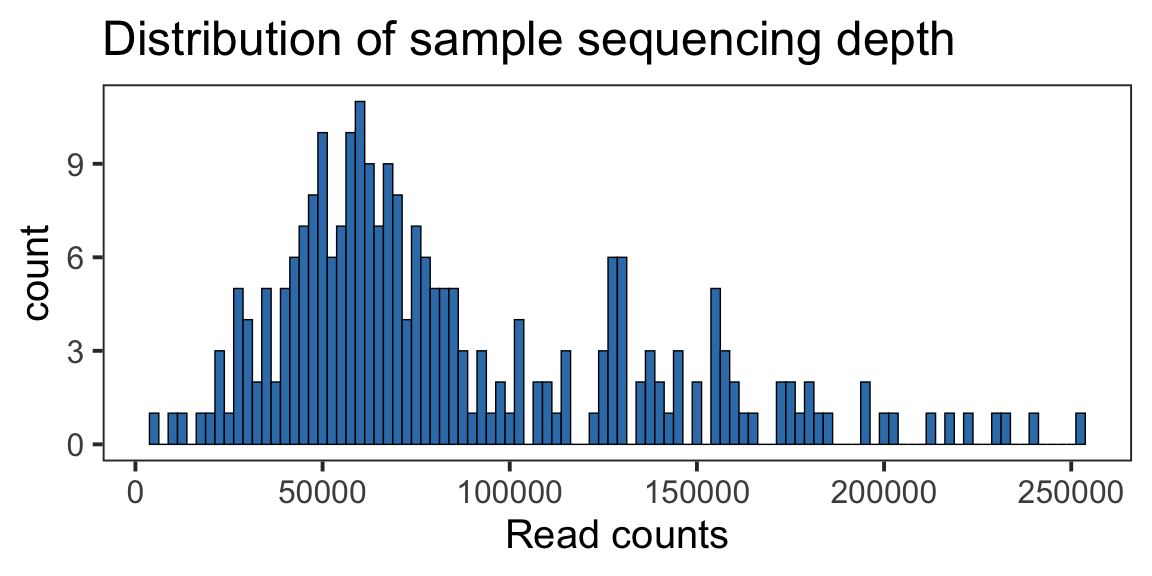 Distribution of sample sequencing depth
count
9
6
3
0
0 50000 100000 150000 200000 250000
Read counts